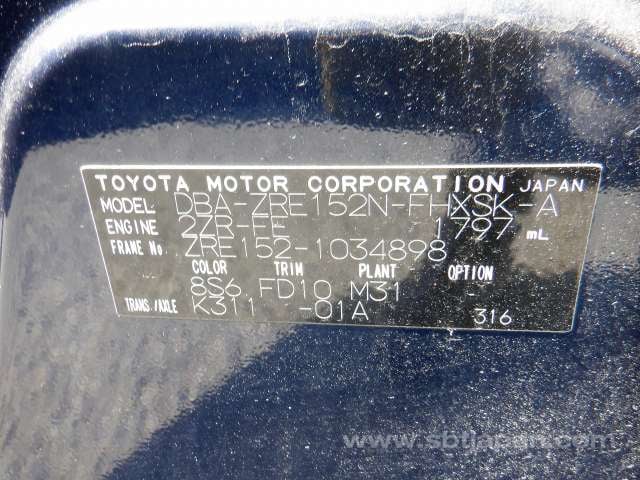 TOYOTA MOTOR CORPORATION JAPAN
MODEL DBA-ZRE152N-FHXSK-A
ENGINE 2ZR-FE 1797 mL
FRAME No ZRE152-1034898
COLOR TRIM PLANT OPTION
8S6 FD10 M31 -
TRANS./AXLE K311 -01A 316
www.sbtjapan.com